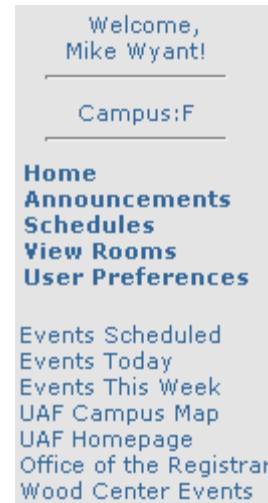 Welcome,
Mike Wyant!
Campus:F
Home
Announcements
Schedules
View Rooms
User Preferences
Events Scheduled
Events Today
Events This Week
UAF Campus Map
UAF Homepage
Office of the Registrar
Wood Center Events